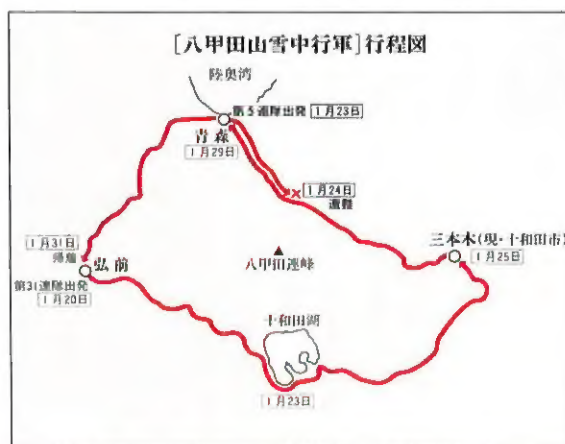 [八甲田山雪中行軍]行程図
陸奥湾
第5連隊出発 1月23日
青森
1月29日
1月24日
遭難
三本木(現・十和田市)
1月25日
1月31日
帰還
弘前
第31連隊出発
1月20日
八甲田連峰
十和田湖
1月23日